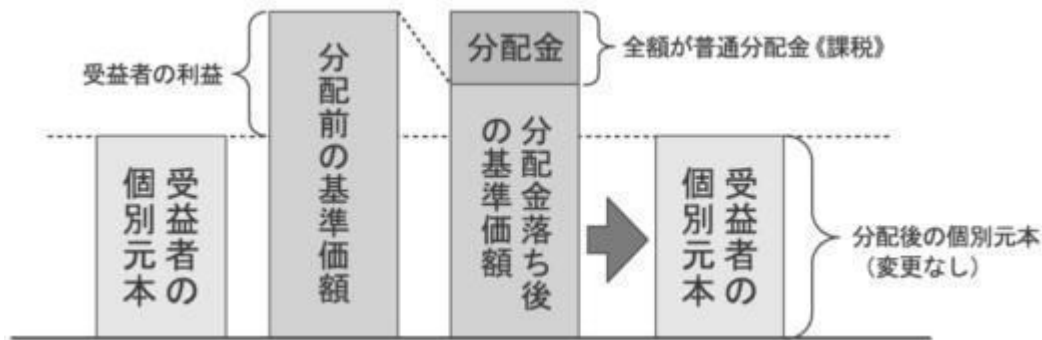 受益者の利益
受益者の
個別元本
分配前の基準価額
分配金
全額が普通分配金《課税》
分配金落ち後
の基準価額
受益者の
個別元本
分配後の個別元本
（変更なし）